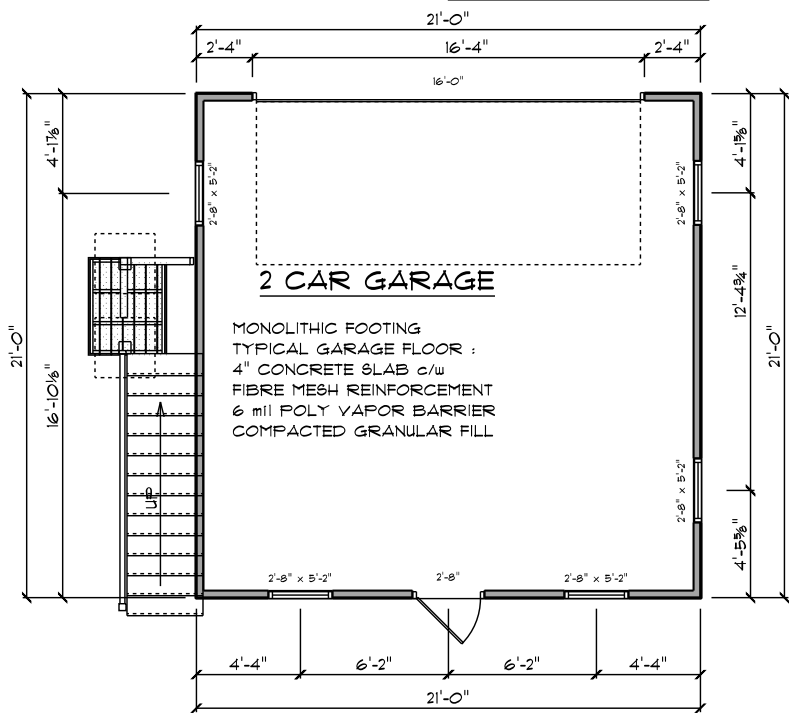 21'-0"
2'-4" 16'-4" 2'-4"
16'-0"
4'-1⅞"
2'-8" x 5'-2"
2'-8" x 5'-2"
4'-1⅝"
2 CAR GARAGE
MONOLITHIC FOOTING
TYPICAL GARAGE FLOOR :
4" CONCRETE SLAB c/w
FIBRE MESH REINFORCEMENT
6 mil POLY VAPOR BARRIER
COMPACTED GRANULAR FILL
21'-0"
16'-10⅛"
12'-4¾"
21'-0"
UP
2'-8" x 5'-2"
4'-5⅝"
2'-8" x 5'-2" 2'-8" 2'-8" x 5'-2"
4'-4" 6'-2" 6'-2" 4'-4"
21'-0"